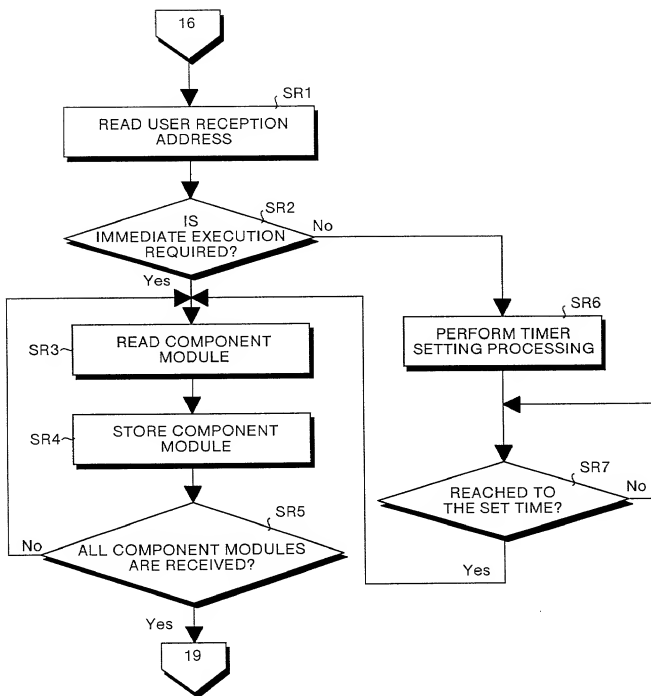 16
SR1
READ USER RECEPTION
ADDRESS
SR2
IS
IMMEDIATE EXECUTION
REQUIRED?
No
Yes
SR6
PERFORM TIMER
SETTING PROCESSING
SR3
READ COMPONENT
MODULE
SR4
STORE COMPONENT
MODULE
SR7
REACHED TO
THE SET TIME?
No
Yes
SR5
ALL COMPONENT MODULES
ARE RECEIVED?
No
Yes
19